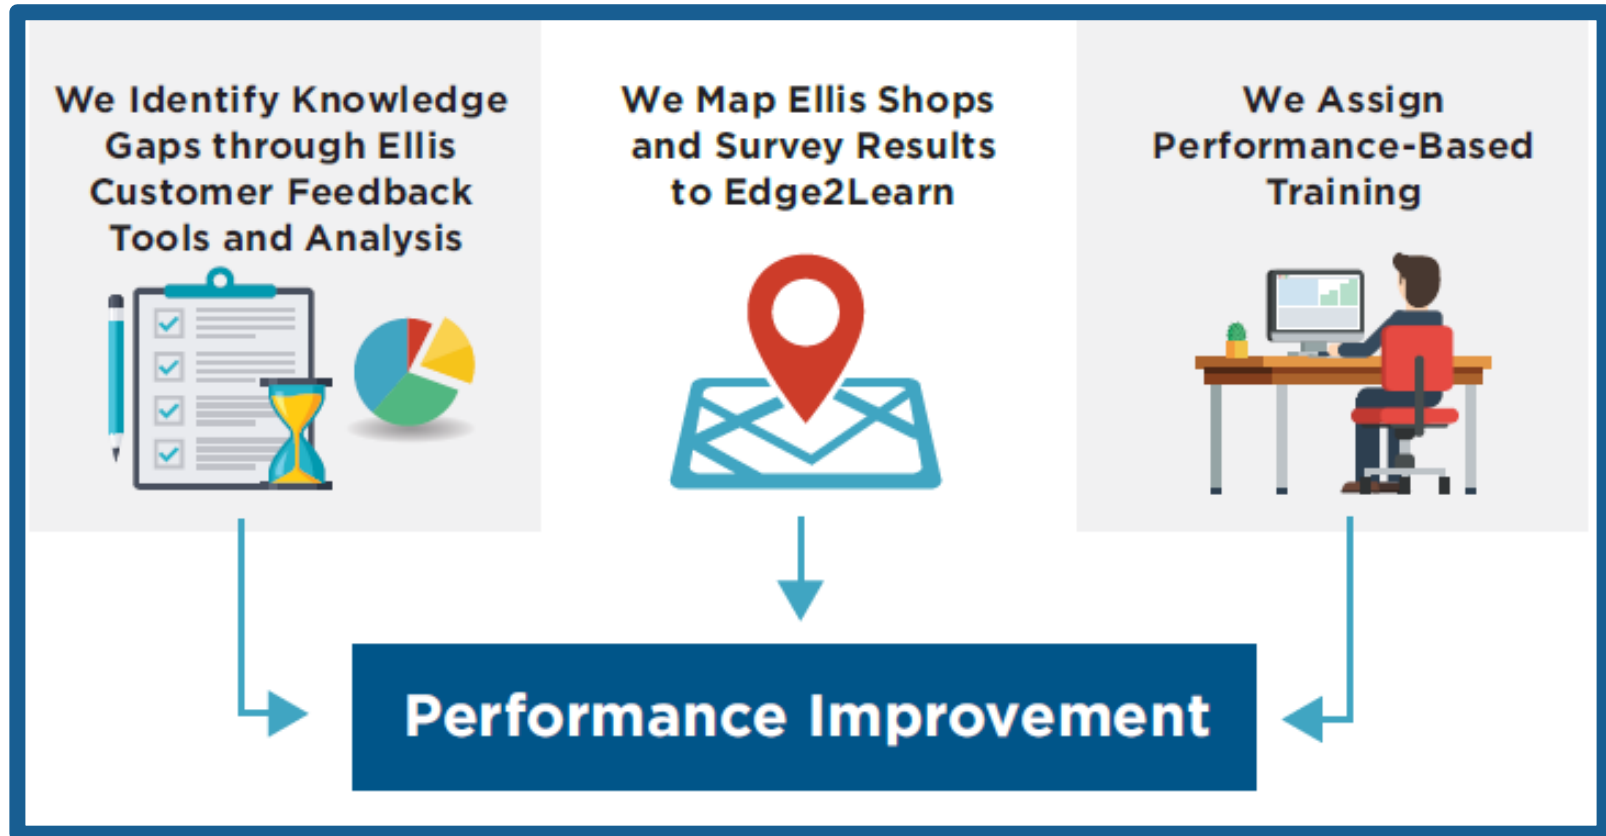 We Identify Knowledge
Gaps through Ellis
Customer Feedback
Tools and Analysis
We Map Ellis Shops
and Survey Results
to Edge2Learn
We Assign
Performance-Based
Training
Performance Improvement